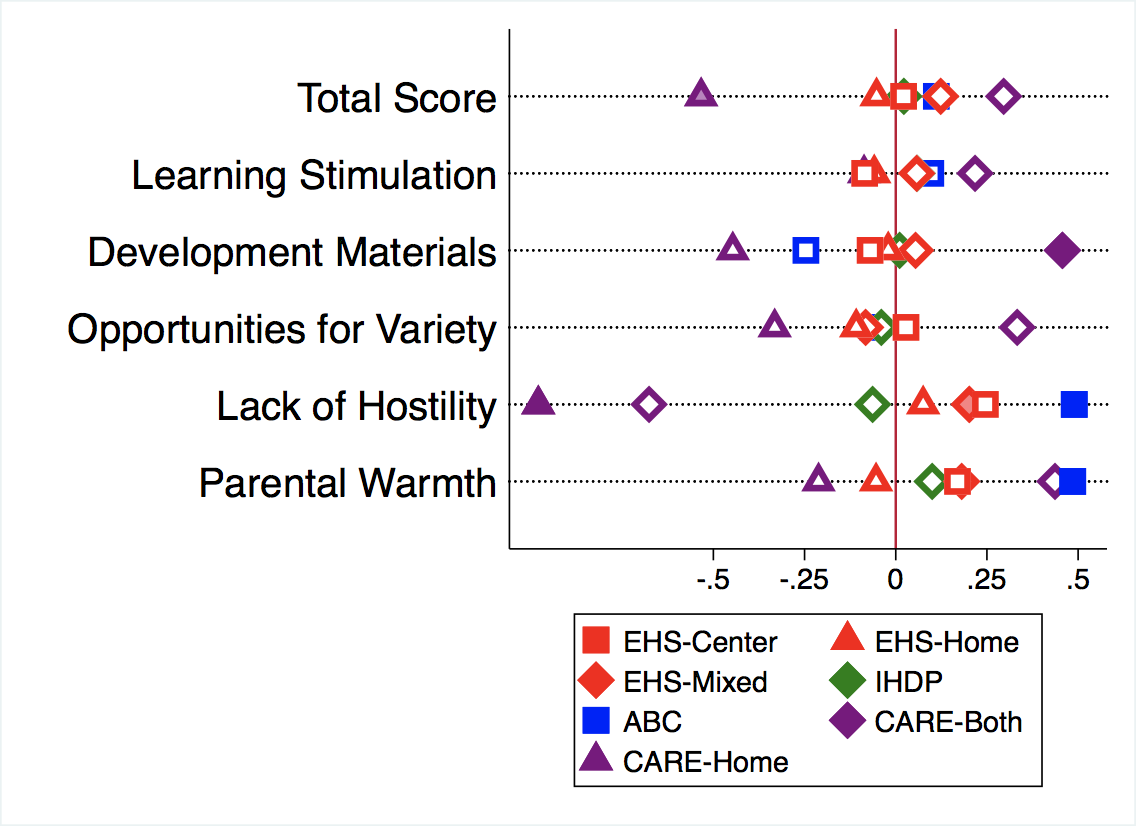 Total Score
Learning Stimulation
Development Materials
Opportunities for Variety
Lack of Hostility
Parental Warmth
-.5 -.25 0 .25 .5
EHS-Center EHS-Home
EHS-Mixed IHDP
ABC CARE-Both
CARE-Home